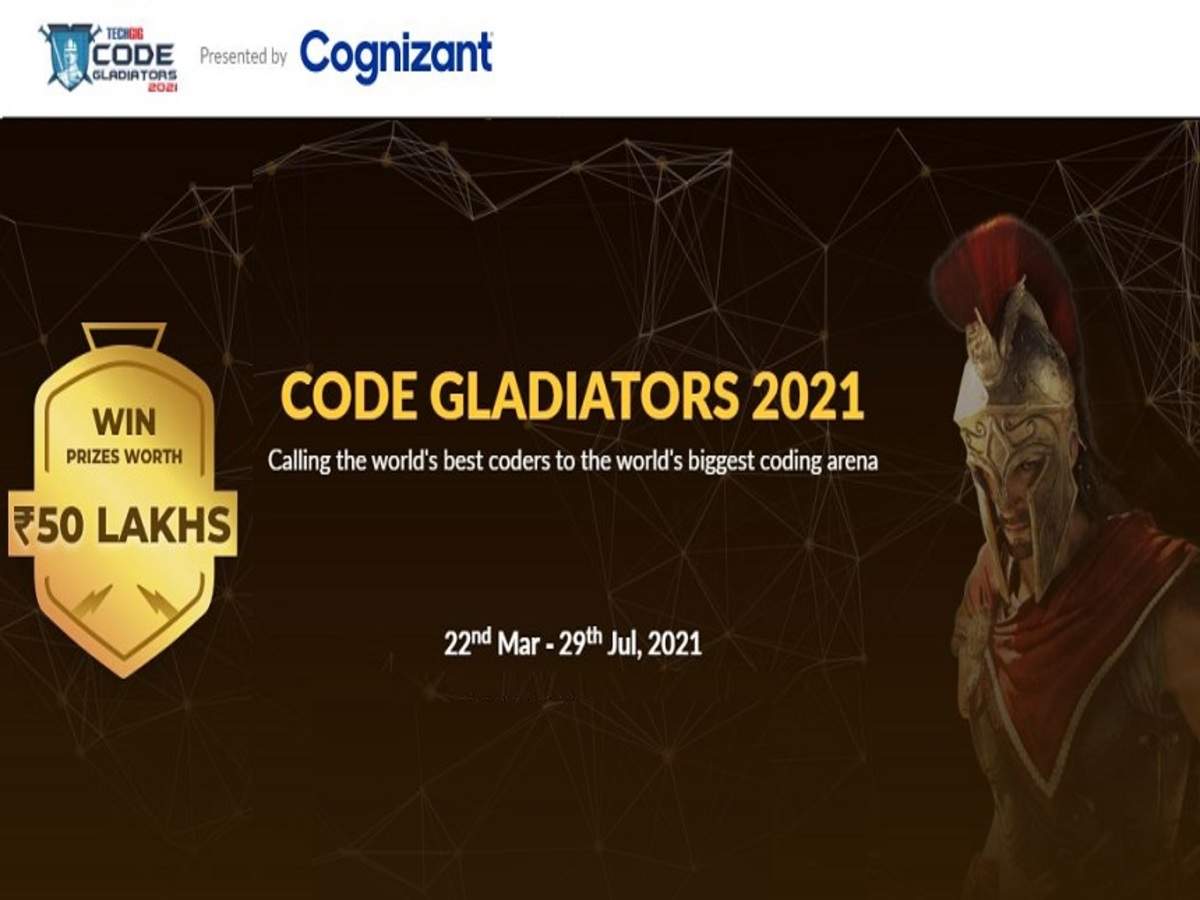 TECHGIG
CODE
GLADIATORS
2021
Presented by
Cognizant
WIN
PRIZES WORTH
₹50 LAKHS
CODE GLADIATORS 2021
Calling the world's best coders to the world's biggest coding arena
22nd Mar - 29th Jul, 2021